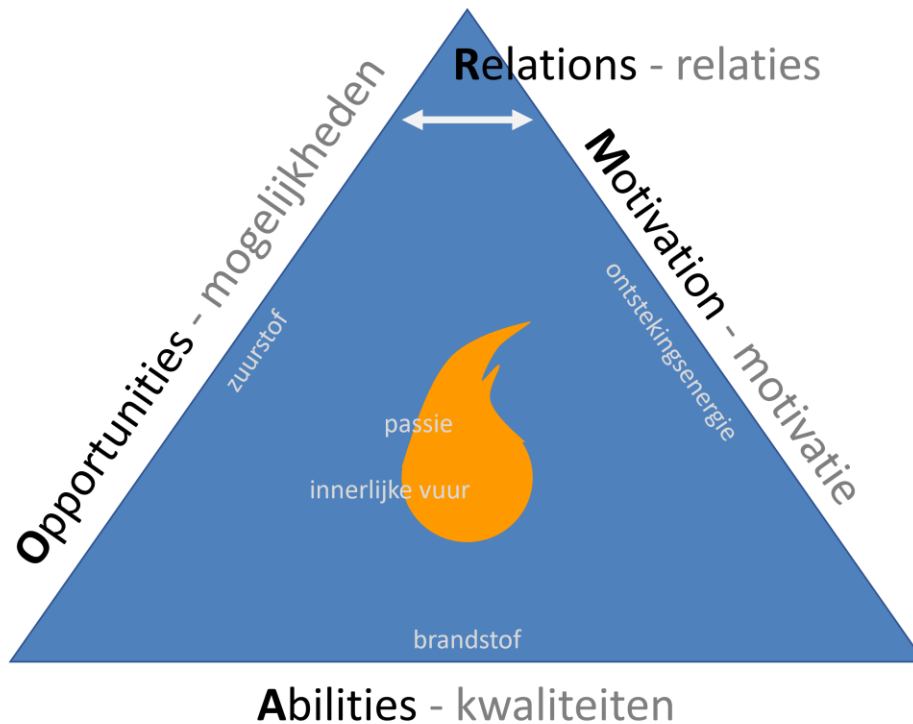 Relations - relaties
Opportunities - mogelijkheden
Motivation - motivatie
zuurstof
ontstekingsenergie
passie
innerlijke vuur
brandstof
Abilities - kwaliteiten